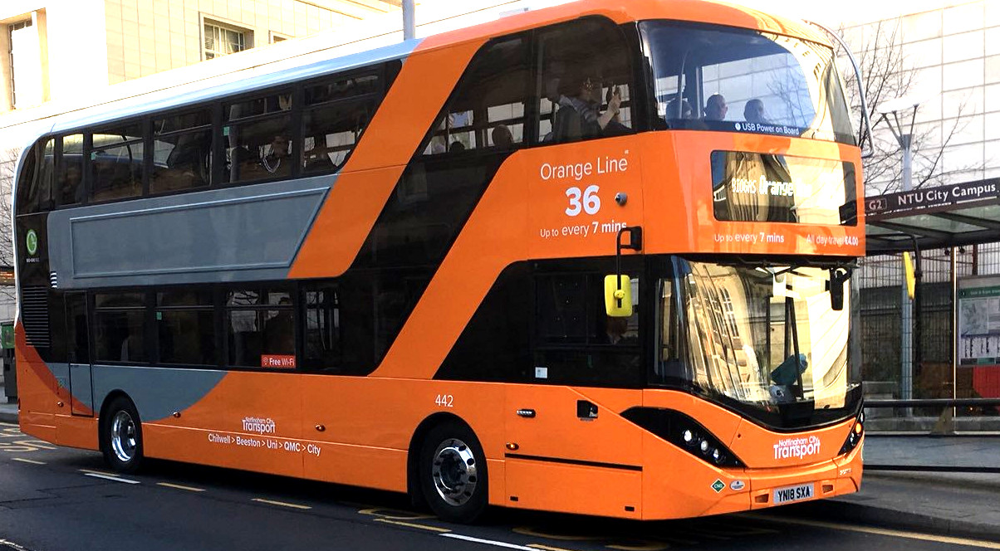 USB Power on Board
Orange Line
36
Up to every 7 mins
Orange
Up to every 7 mins
All day travel £4.00
G2 NTU City Campus
Free Wi-Fi
442
Nottingham City
Transport
Chilwell > Beeston > Uni > QMC > City
Nottingham City
Transport
CNG
YN18 SXA